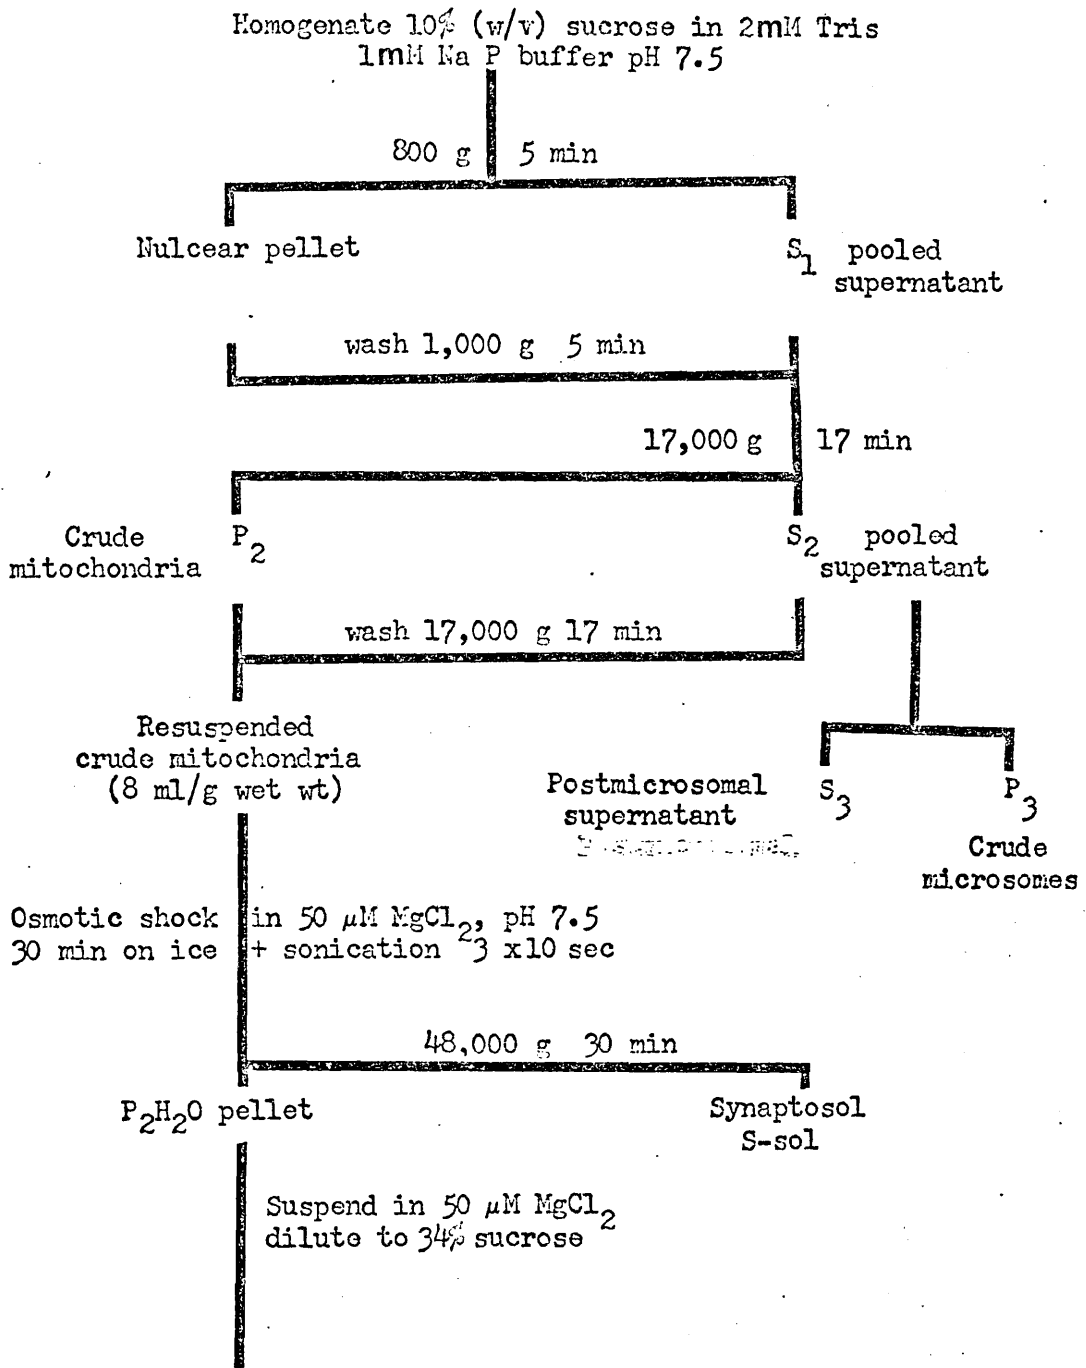 Homogenate 10% (w/v) sucrose in 2mM Tris
1mM Na P buffer pH 7.5
800 g 5 min
Nulcear pellet
S1 pooled
supernatant
wash 1,000 g 5 min
17,000 g 17 min
Crude
mitochondria
P2
S2 pooled
supernatant
wash 17,000 g 17 min
Resuspended
crude mitochondria
(8 ml/g wet wt)
Postmicrosomal
supernatant
S3
P3
Crude
microsomes
Osmotic shock in 50 μM MgCl2, pH 7.5
30 min on ice + sonication 3 x10 sec
48,000 g 30 min
P2H2O pellet
Synaptosol
S-sol
Suspend in 50 μM MgCl2
dilute to 34% sucrose